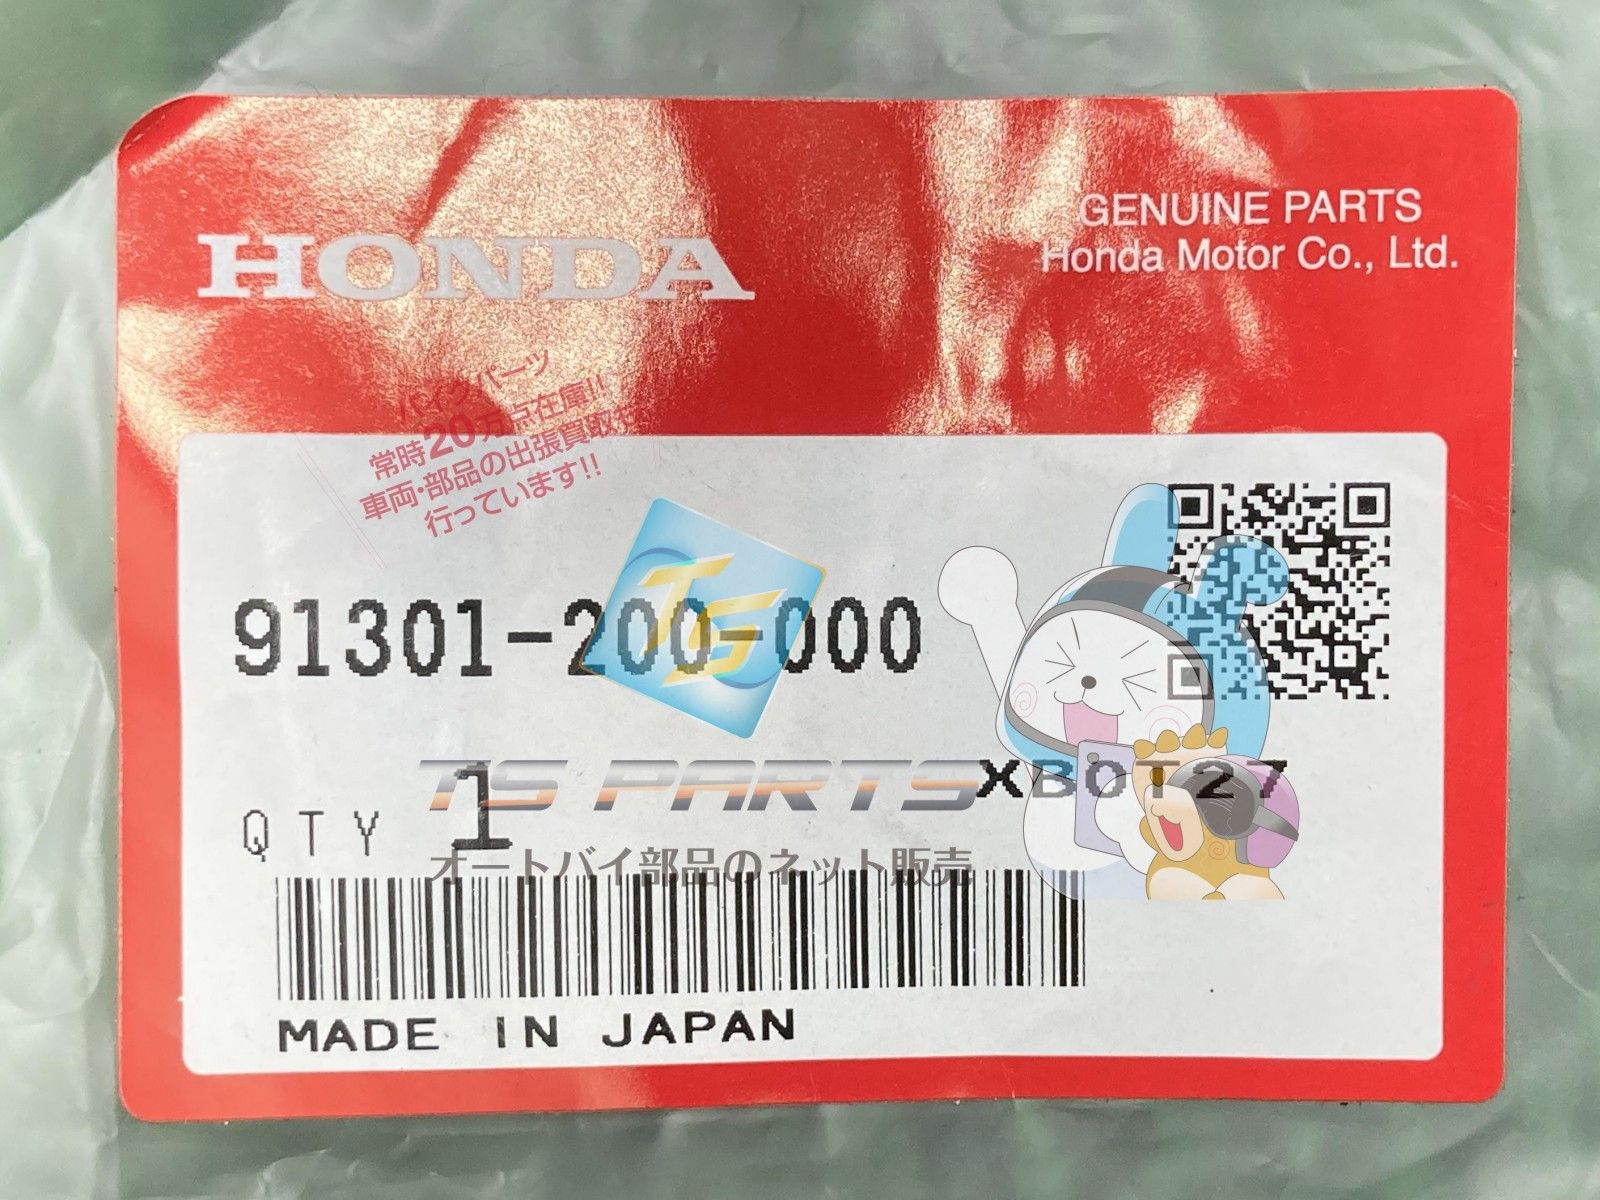 HONDA
GENUINE PARTS
Honda Motor Co., Ltd.
バイクパーツ
常時20万点在庫!!
車両・部品の出張買取も
行っています!!
TS
91301-200-000
TS PARTS
XB0T27
QTY 1
オートバイ部品のネット販売
MADE IN JAPAN